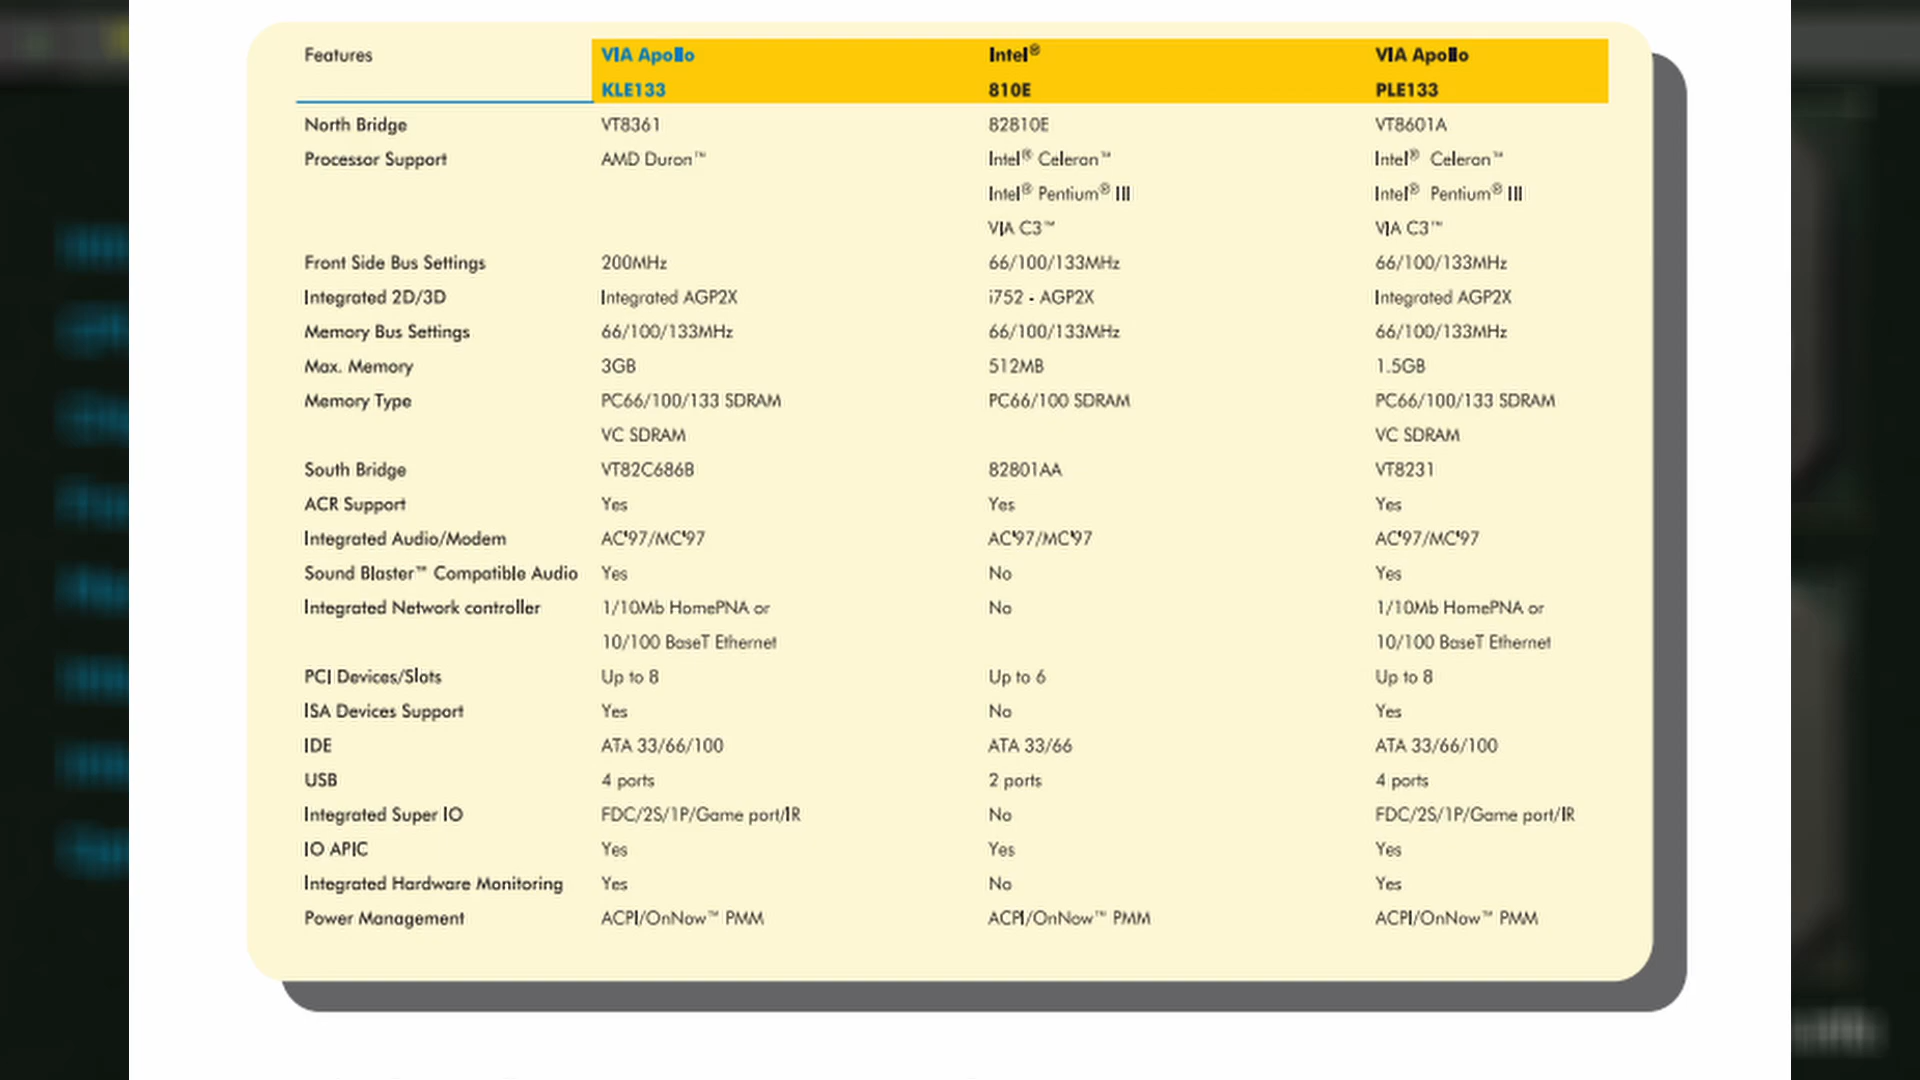 Features VIA Apollo Intel® VIA Apollo
KLE133 810E PLE133
North Bridge VT8361 82810E VT8601A
Processor Support AMD Duron™ Intel® Celeron™ Intel® Celeron™
Intel® Pentium® III Intel® Pentium® III
VIA C3™ VIA C3™
Front Side Bus Settings 200MHz 66/100/133MHz 66/100/133MHz
Integrated 2D/3D Integrated AGP2X i752 - AGP2X Integrated AGP2X
Memory Bus Settings 66/100/133MHz 66/100/133MHz 66/100/133MHz
Max. Memory 3GB 512MB 1.5GB
Memory Type PC66/100/133 SDRAM PC66/100 SDRAM PC66/100/133 SDRAM
VC SDRAM VC SDRAM
South Bridge VT82C686B 82801AA VT8231
ACR Support Yes Yes Yes
Integrated Audio/Modem AC'97/MC'97 AC'97/MC'97 AC'97/MC'97
Sound Blaster™ Compatible Audio Yes No Yes
Integrated Network controller 1/10Mb HomePNA or No 1/10Mb HomePNA or
10/100 BaseT Ethernet 10/100 BaseT Ethernet
PCI Devices/Slots Up to 8 Up to 6 Up to 8
ISA Devices Support Yes No Yes
IDE ATA 33/66/100 ATA 33/66 ATA 33/66/100
USB 4 ports 2 ports 4 ports
Integrated Super IO FDC/2S/1P/Game port/IR No FDC/2S/1P/Game port/IR
IO APIC Yes Yes Yes
Integrated Hardware Monitoring Yes No Yes
Power Management ACPI/OnNow™ PMM ACPI/OnNow™ PMM ACPI/OnNow™ PMM